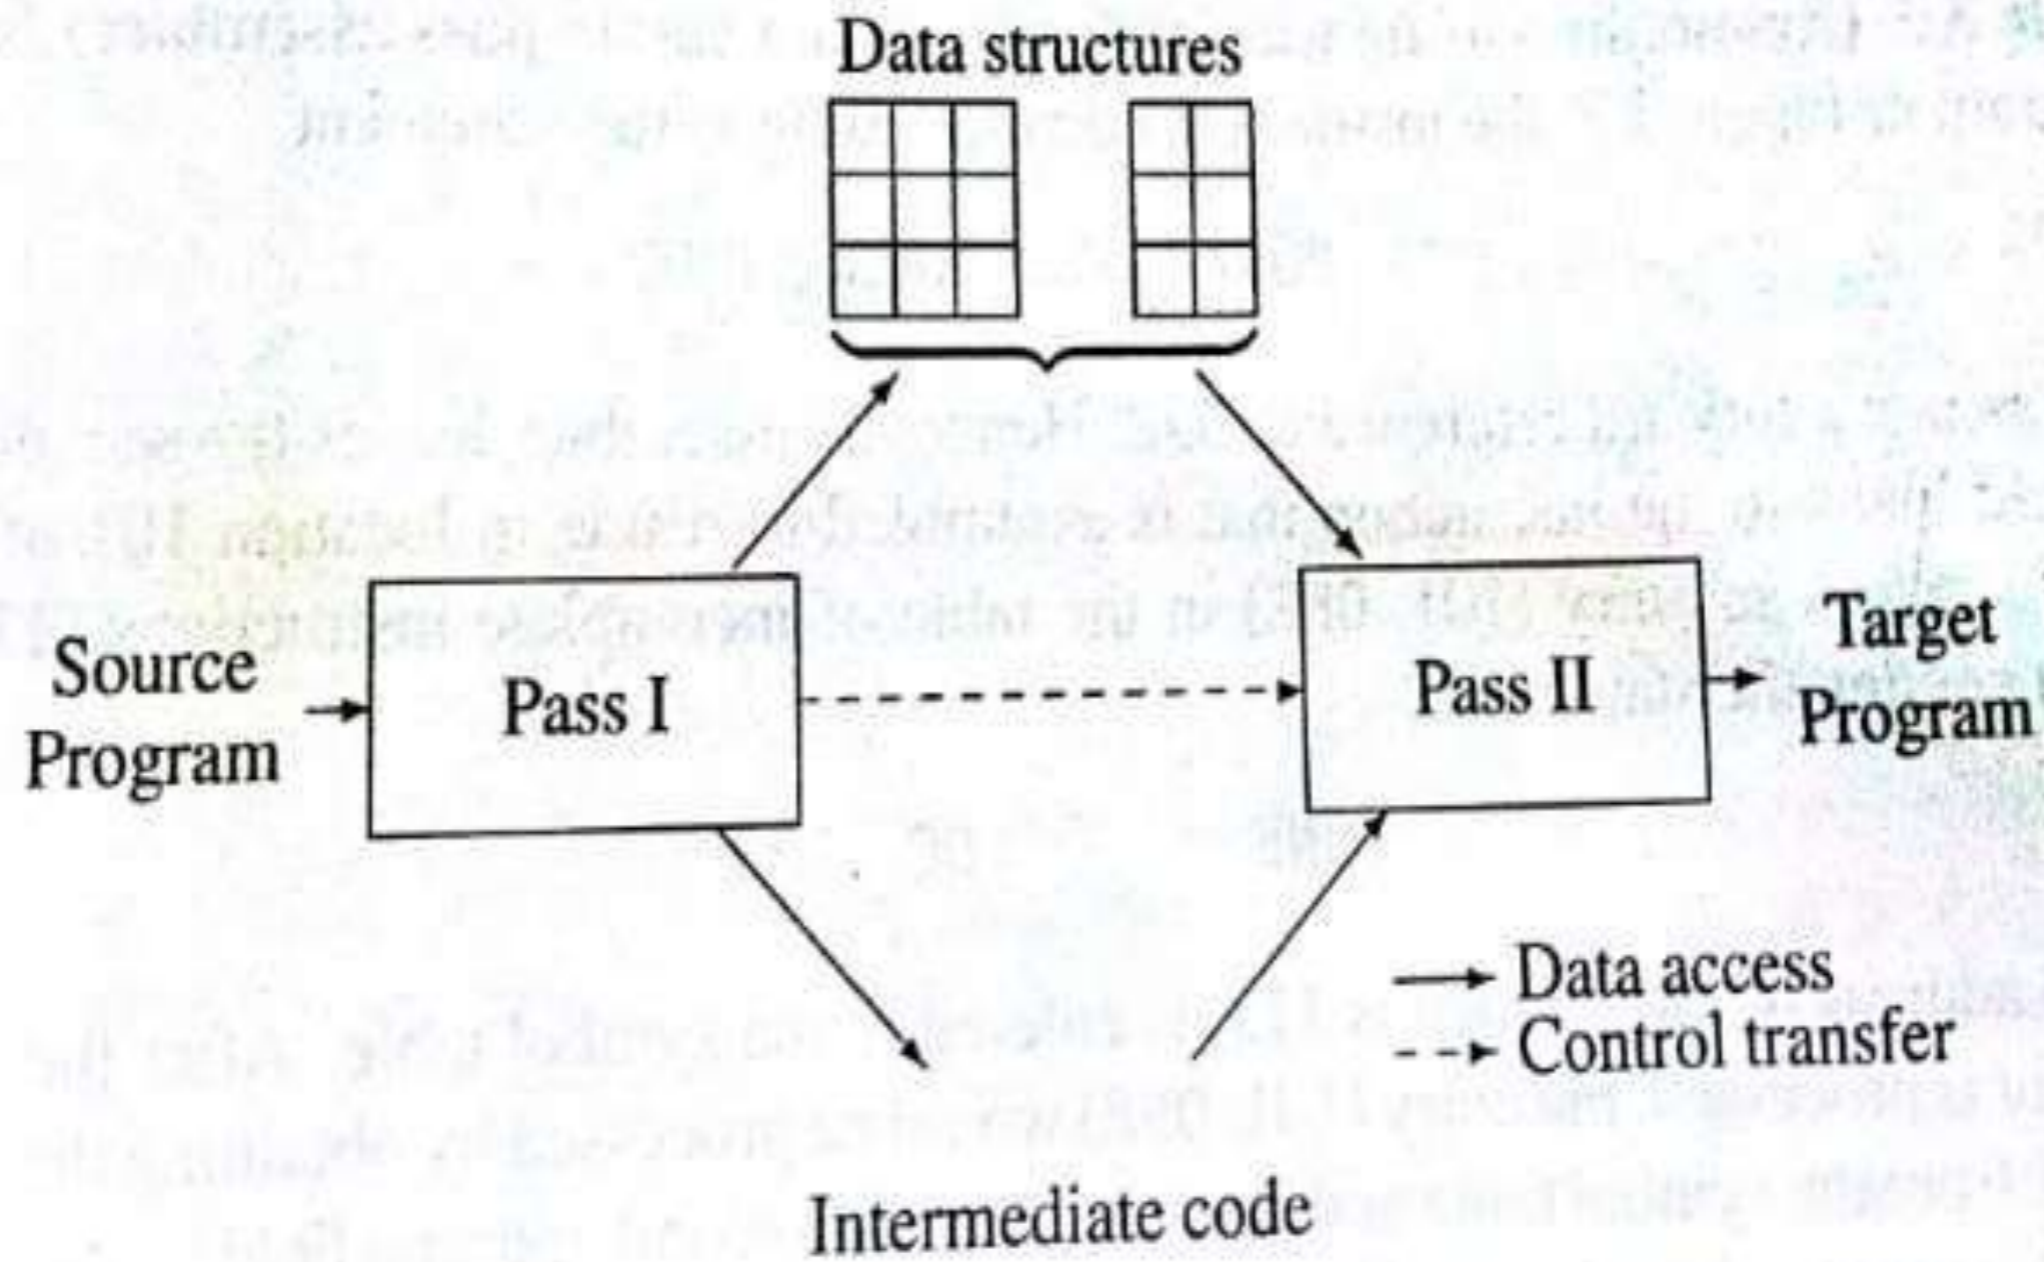 Data structures
Source
Program
Pass I
Pass II
Target
Program
Data access
Control transfer
Intermediate code